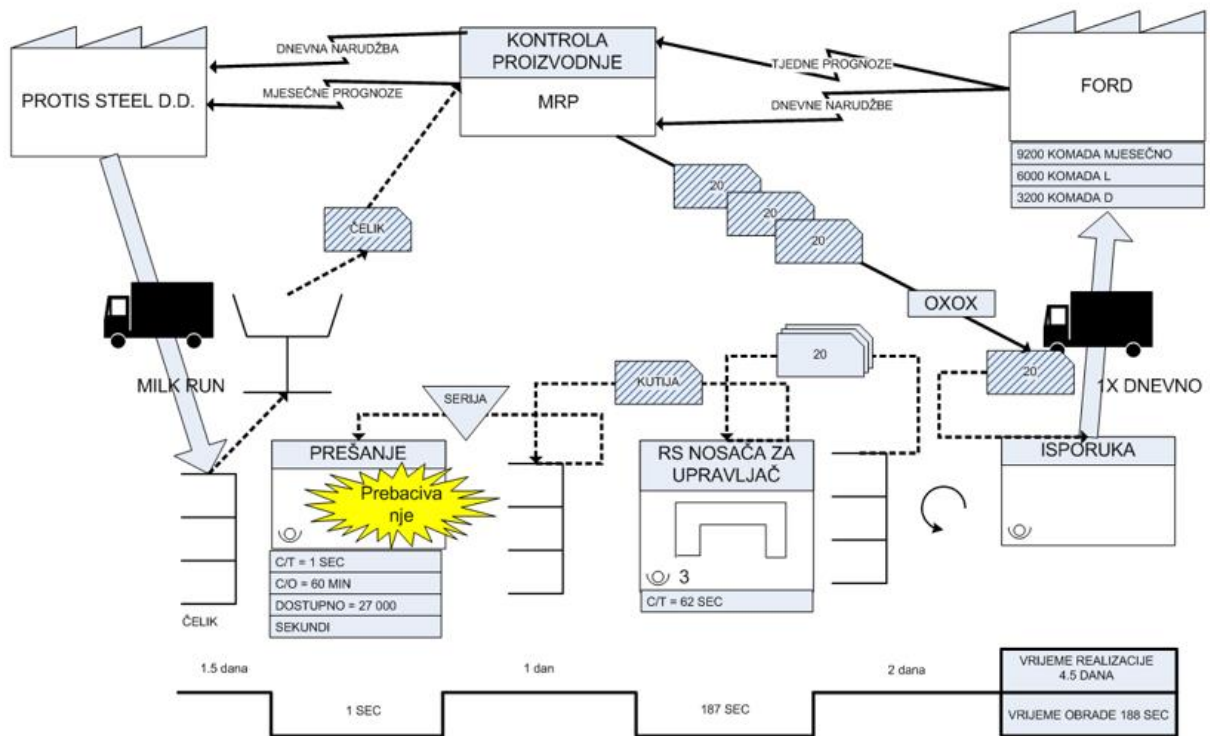 DNEVNA NARUDŽBA
MJESEČNE PROGNOZE
PROTIS STEEL D.D.
KONTROLA
PROIZVODNJE
MRP
TJEDNE PROGNOZE
DNEVNE NARUDŽBE
FORD
9200 KOMADA MJESEČNO
6000 KOMADA L
3200 KOMADA D
20
20
20
ČELIK
OXOX
MILK RUN
20
KUTIJA
SERIJA
20
1X DNEVNO
PREŠANJE
Prebaciva
nje
C/T = 1 SEC
C/O = 60 MIN
DOSTUPNO = 27 000
SEKUNDI
RS NOSAČA ZA
UPRAVLJAČ
3
C/T = 62 SEC
ISPORUKA
ČELIK
1.5 dana
1 SEC
1 dan
187 SEC
2 dana
VRIJEME REALIZACIJE
4.5 DANA
VRIJEME OBRADE 188 SEC